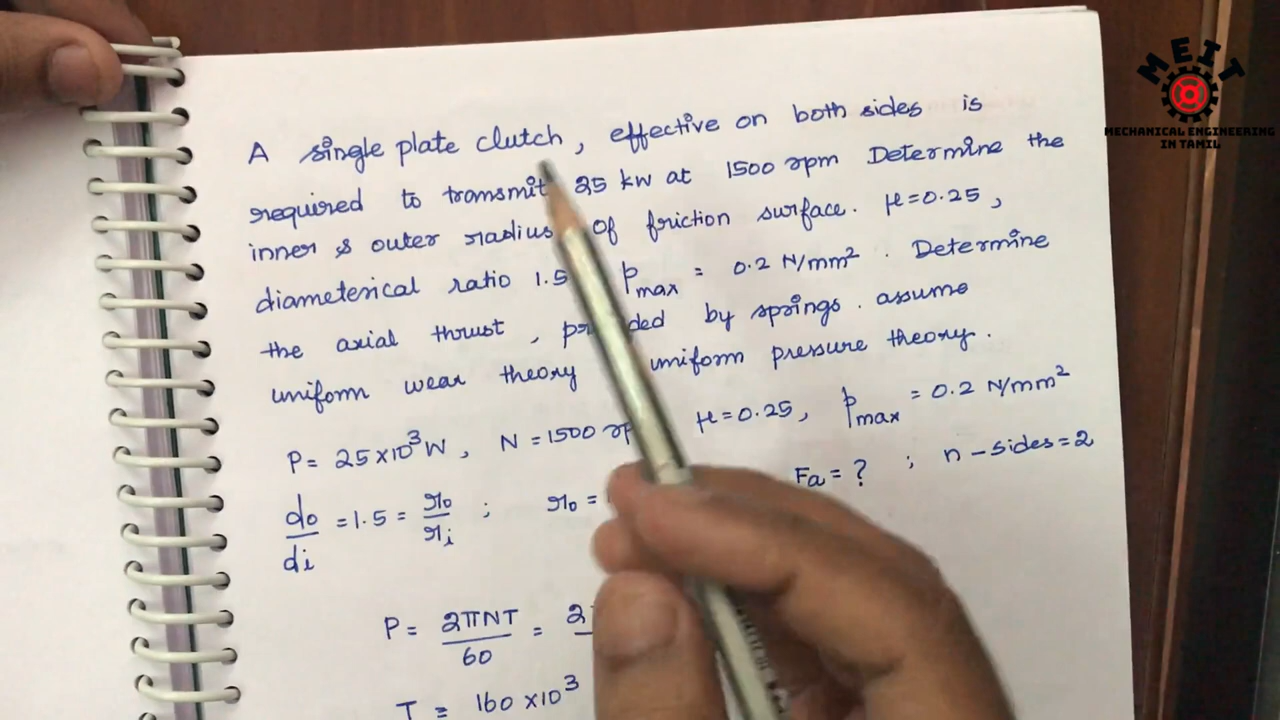 MEIT
MECHANICAL ENGINEERING
IN TAMIL
A single plate clutch, effective on both sides is
required to transmit 25 kw at 1500 rpm Determine the
inner & outer radius of friction surface. μ=0.25,
diameterical ratio 1.5 Pmax = 0.2 N/mm². Determine
the axial thrust, by springs. assume
uniform wear theory uniform pressure theory.
P= 25×10³W, N = 1500 μ=0.25, Pmax = 0.2 N/mm²
do/di = 1.5 = ro/ri ; ro = Fa = ? ; n-sides=2
P= 2πNT/60 =
T = 160×10³